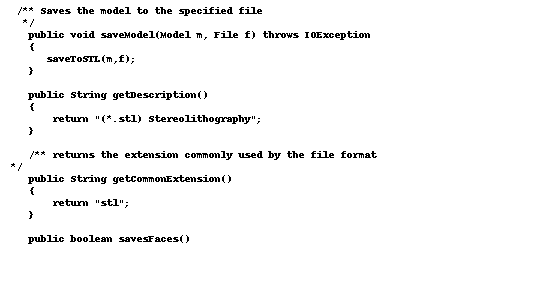 /** Saves the model to the specified file
*/
public void saveModel(Model m, File f) throws IOException
{
saveToSTL(m,f);
}
public String getDescription()
{
return "(*.stl) Stereolithography";
}
/** returns the extension commonly used by the file format
*/
public String getCommonExtension()
{
return "stl";
}
public boolean savesFaces()